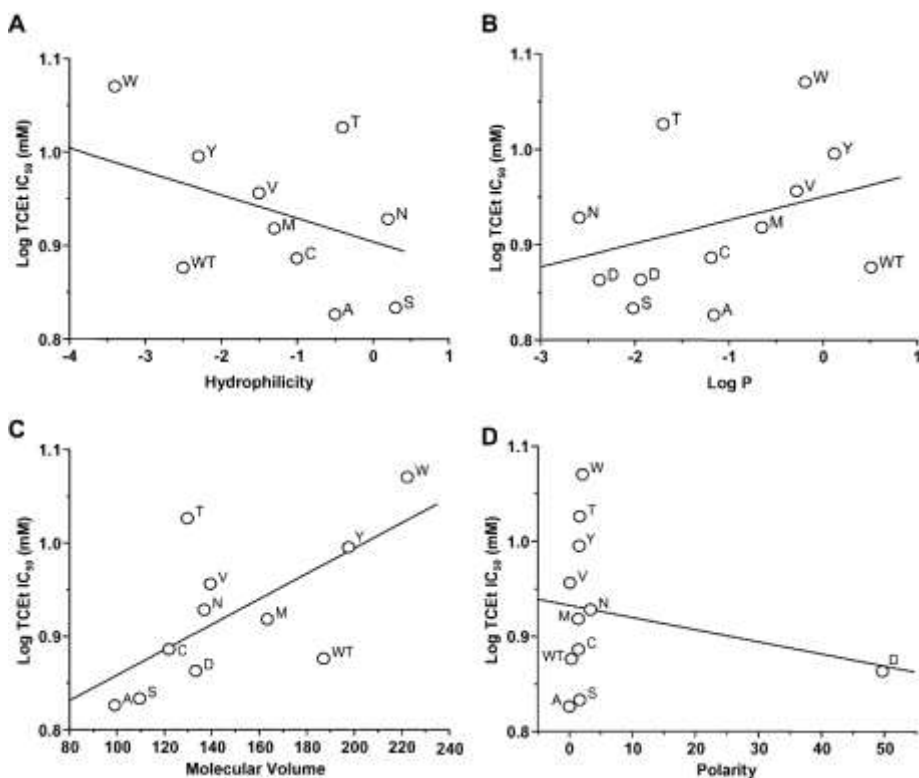 A
Log TCEt IC50 (mM)
1.1
1.0
0.9
0.8
W
T
Y
V
N
M
WT
C
A
S
-4
-3
-2
-1
0
1
Hydrophilicity
B
Log TCEt IC50 (mM)
1.1
1.0
0.9
0.8
W
T
Y
V
N
M
C
WT
D
D
S
A
-3
-2
-1
0
1
Log P
C
Log TCEt IC50 (mM)
1.1
1.0
0.9
0.8
W
T
Y
V
N
M
C
WT
D
A
S
80
100
120
140
160
180
200
220
240
Molecular Volume
D
Log TCEt IC50 (mM)
1.1
1.0
0.9
0.8
W
T
Y
V
N
M
C
WT
D
S
A
0
10
20
30
40
50
Polarity